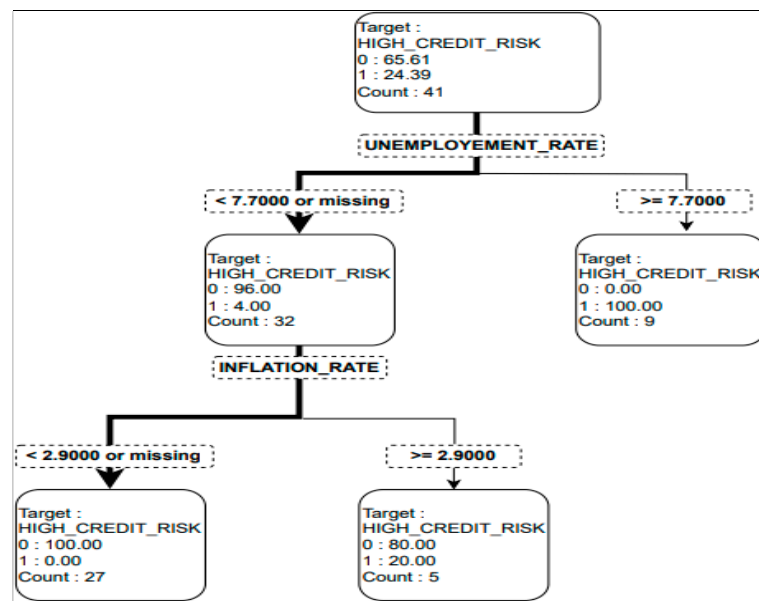 Target :
HIGH_CREDIT_RISK
0 : 65.61
1 : 24.39
Count : 41
UNEMPLOYEMENT_RATE
< 7.7000 or missing
>= 7.7000
Target :
HIGH_CREDIT_RISK
0 : 96.00
1 : 4.00
Count : 32
Target :
HIGH_CREDIT_RISK
0 : 0.00
1 : 100.00
Count : 9
INFLATION_RATE
< 2.9000 or missing
>= 2.9000
Target :
HIGH_CREDIT_RISK
0 : 100.00
1 : 0.00
Count : 27
Target :
HIGH_CREDIT_RISK
0 : 80.00
1 : 20.00
Count : 5